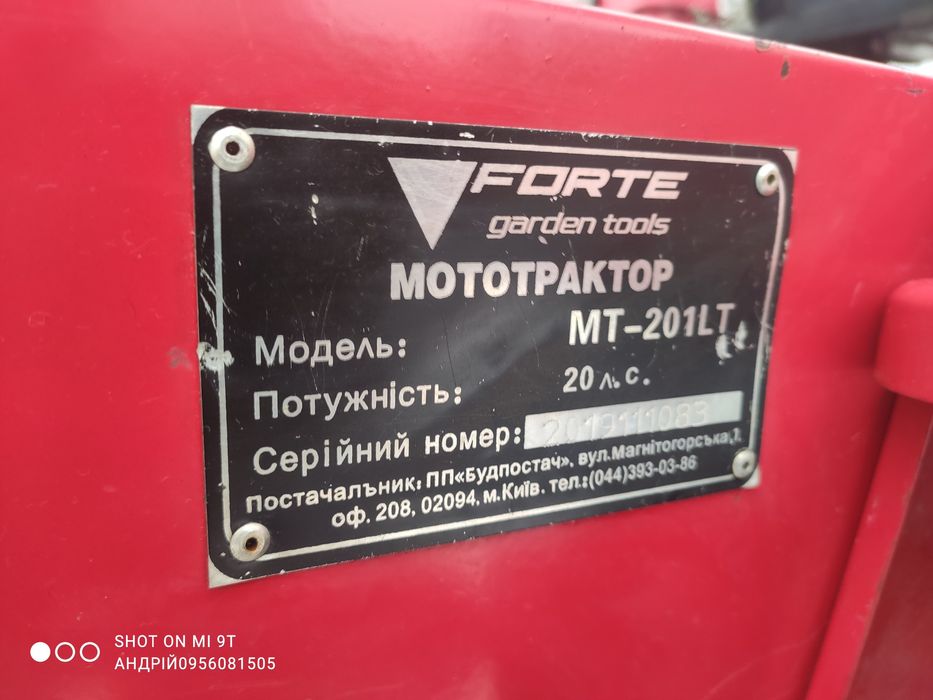 FORTE
garden tools
МОТОТРАКТОР
Модель: МТ-201LT
Потужність: 20 л.с.
Серійний номер: 2019111083
Постачальник: ПП«Будпостач», вул.Магнітогорська,1,
оф. 208, 02094, м.Київ. тел.:(044)393-03-86
SHOT ON MI 9T
АНДРІЙ0956081505